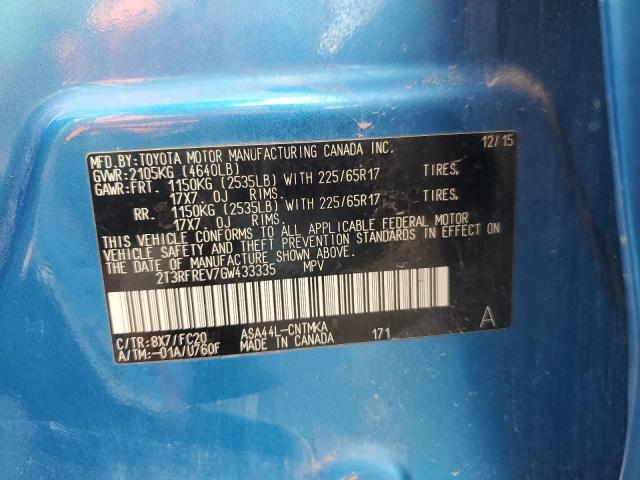 MFD.BY:TOYOTA MOTOR MANUFACTURING CANADA INC. 12/15
GVWR:2105KG (4640LB)
GAWR:FRT. 1150KG (2535LB) WITH 225/65R17 TIRES,
17X7.0J RIMS,
RR. 1150KG (2535LB) WITH 225/65R17 TIRES,
17X7.0J RIMS.
THIS VEHICLE CONFORMS TO ALL APPLICABLE FEDERAL MOTOR
VEHICLE SAFETY AND THEFT PREVENTION STANDARDS IN EFFECT ON
THE DATE OF MANUFACTURE SHOWN ABOVE.
2T3RFREV7GW433335 MPV
C/TR:8X7/FC20 ASA44L-CNTMKA 171 A
A/TM:-01A/U760F MADE IN CANADA